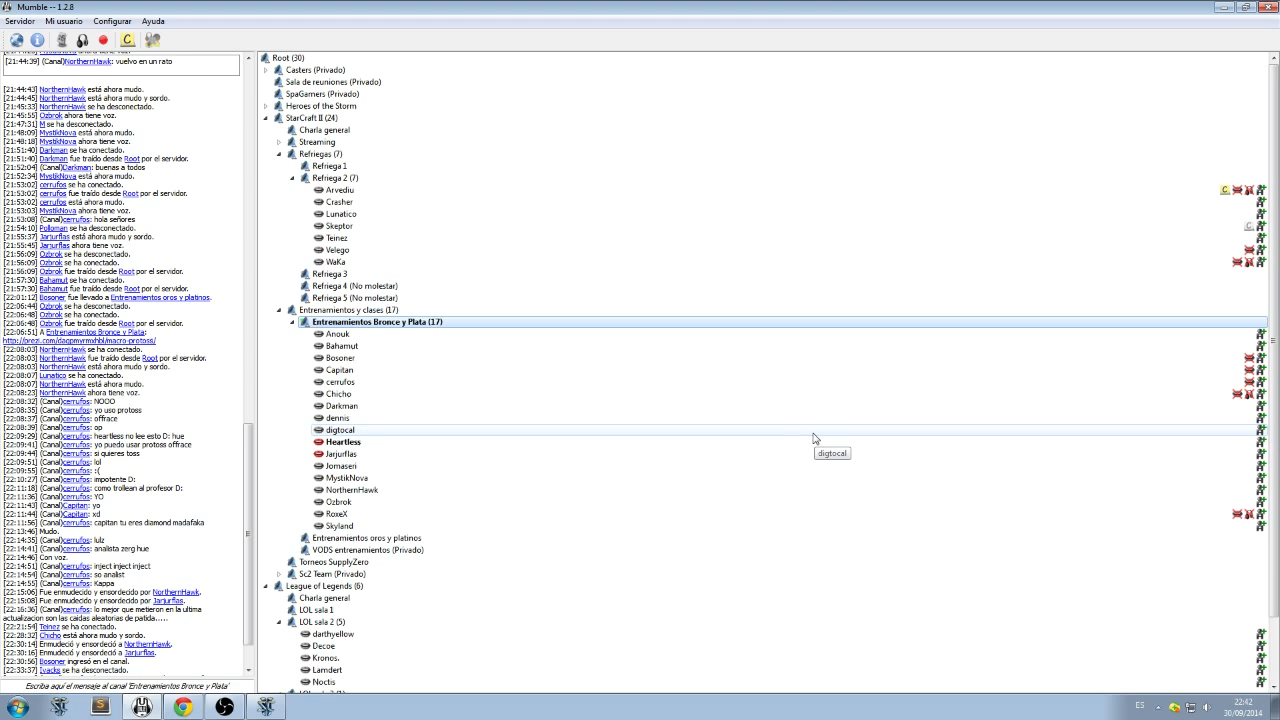 Mumble -- 1.2.8
Servidor Mi usuario Configurar Ayuda
[21:44:39] (Canal)NorthernHawk: vuelvo en un rato
[21:44:43] NorthernHawk está ahora mudo.
[21:44:45] NorthernHawk está ahora mudo y sordo.
[21:45:33] NorthernHawk se ha desconectado.
[21:45:55] Ozbrok ahora tiene voz.
[21:47:31] M se ha desconectado.
[21:48:09] MystikNova está ahora mudo.
[21:48:18] MystikNova ahora tiene voz.
[21:51:40] Darkman se ha conectado.
[21:51:40] Darkman fue traído desde Root por el servidor.
[21:52:04] (Canal)Darkman: buenas a todos
[21:52:34] MystikNova está ahora mudo.
[21:53:02] cerrufos se ha conectado.
[21:53:02] cerrufos fue traído desde Root por el servidor.
[21:53:02] cerrufos está ahora mudo.
[21:53:03] MystikNova ahora tiene voz.
[21:53:08] (Canal)cerrufos: hola señores
[21:54:10] Polloman se ha desconectado.
[21:55:37] Jarjurflas está ahora mudo y sordo.
[21:55:45] Jarjurflas ahora tiene voz.
[21:56:09] Ozbrok se ha desconectado.
[21:56:09] Ozbrok se ha conectado.
[21:56:09] Ozbrok fue traído desde Root por el servidor.
[21:57:30] Bahamut se ha conectado.
[21:57:30] Bahamut fue traído desde Root por el servidor.
[22:01:12] Bosoner fue llevado a Entrenamientos oros y platinos.
[22:06:44] Ozbrok se ha desconectado.
[22:06:48] Ozbrok se ha conectado.
[22:06:48] Ozbrok fue traído desde Root por el servidor.
[22:06:51] A Entrenamientos Bronce y Plata:
http://prezi.com/daqpmyrmxhbl/macro-protoss/
[22:08:03] NorthernHawk se ha conectado.
[22:08:03] NorthernHawk fue traído desde Root por el servidor.
[22:08:03] NorthernHawk está ahora mudo y sordo.
[22:08:07] Lunatico se ha conectado.
[22:08:07] NorthernHawk está ahora mudo.
[22:08:23] NorthernHawk ahora tiene voz.
[22:08:32] (Canal)cerrufos: NOOO
[22:08:35] (Canal)cerrufos: yo uso protoss
[22:08:37] (Canal)cerrufos: offrace
[22:08:39] (Canal)cerrufos: op
[22:09:29] (Canal)cerrufos: heartless no lee esto D: hue
[22:09:41] (Canal)cerrufos: yo puedo usar protoss offrace
[22:09:44] (Canal)cerrufos: si quieres toss
[22:09:51] (Canal)cerrufos: lol
[22:09:55] (Canal)cerrufos: :(
[22:10:27] (Canal)cerrufos: impotente D:
[22:11:18] (Canal)cerrufos: como trollean al profesor D:
[22:11:36] (Canal)cerrufos: YO
[22:11:43] (Canal)Capitan: yo
[22:11:44] (Canal)Capitan: xd
[22:11:56] (Canal)cerrufos: capitan tu eres diamond madafaka
[22:13:46] Mudo.
[22:14:35] (Canal)cerrufos: lulz
[22:14:41] (Canal)cerrufos: analista zerg hue
[22:14:46] Con voz.
[22:14:51] (Canal)cerrufos: inject inject inject
[22:14:54] (Canal)cerrufos: so analist
[22:14:55] (Canal)cerrufos: Kappa
[22:15:06] Fue enmudecido y ensordecido por NorthernHawk.
[22:15:08] Fue enmudecido y ensordecido por Jarjurflas.
[22:16:36] (Canal)cerrufos: lo mejor que metieron en la ultima
actualizacion son las caidas aleatorias de patida.....
[22:21:54] Teinez se ha conectado.
[22:28:32] Chicho está ahora mudo y sordo.
[22:30:14] Enmudeció y ensordeció a NorthernHawk.
[22:30:16] Enmudeció y ensordeció a Jarjurflas.
[22:30:56] Bosoner ingresó en el canal.
[22:33:37] Ivacks se ha desconectado.
Escriba aquí el mensaje al canal 'Entrenamientos Bronce y Plata'
Root (30)
Casters (Privado)
Sala de reuniones (Privado)
SpaGamers (Privado)
Heroes of the Storm
StarCraft II (24)
Charla general
Streaming
Refriegas (7)
Refriega 1
Refriega 2 (7)
Arvediu
Crasher
Lunatico
Skeptor
Teinez
Velego
WaKa
Refriega 3
Refriega 4 (No molestar)
Refriega 5 (No molestar)
Entrenamientos y clases (17)
Entrenamientos Bronce y Plata (17)
Anouk
Bahamut
Bosoner
Capitan
cerrufos
Chicho
Darkman
dennis
digtocal
Heartless
digtocal
Jarjurflas
Jomaseri
MystikNova
NorthernHawk
Ozbrok
RoxeX
Skyland
Entrenamientos oros y platinos
VODS entrenamientos (Privado)
Torneos SupplyZero
Sc2 Team (Privado)
League of Legends (6)
Charla general
LOL sala 1
LOL sala 2 (5)
darthyellow
Decoe
Kronos.
Lamdert
Noctis
ES
22:42
30/09/2014